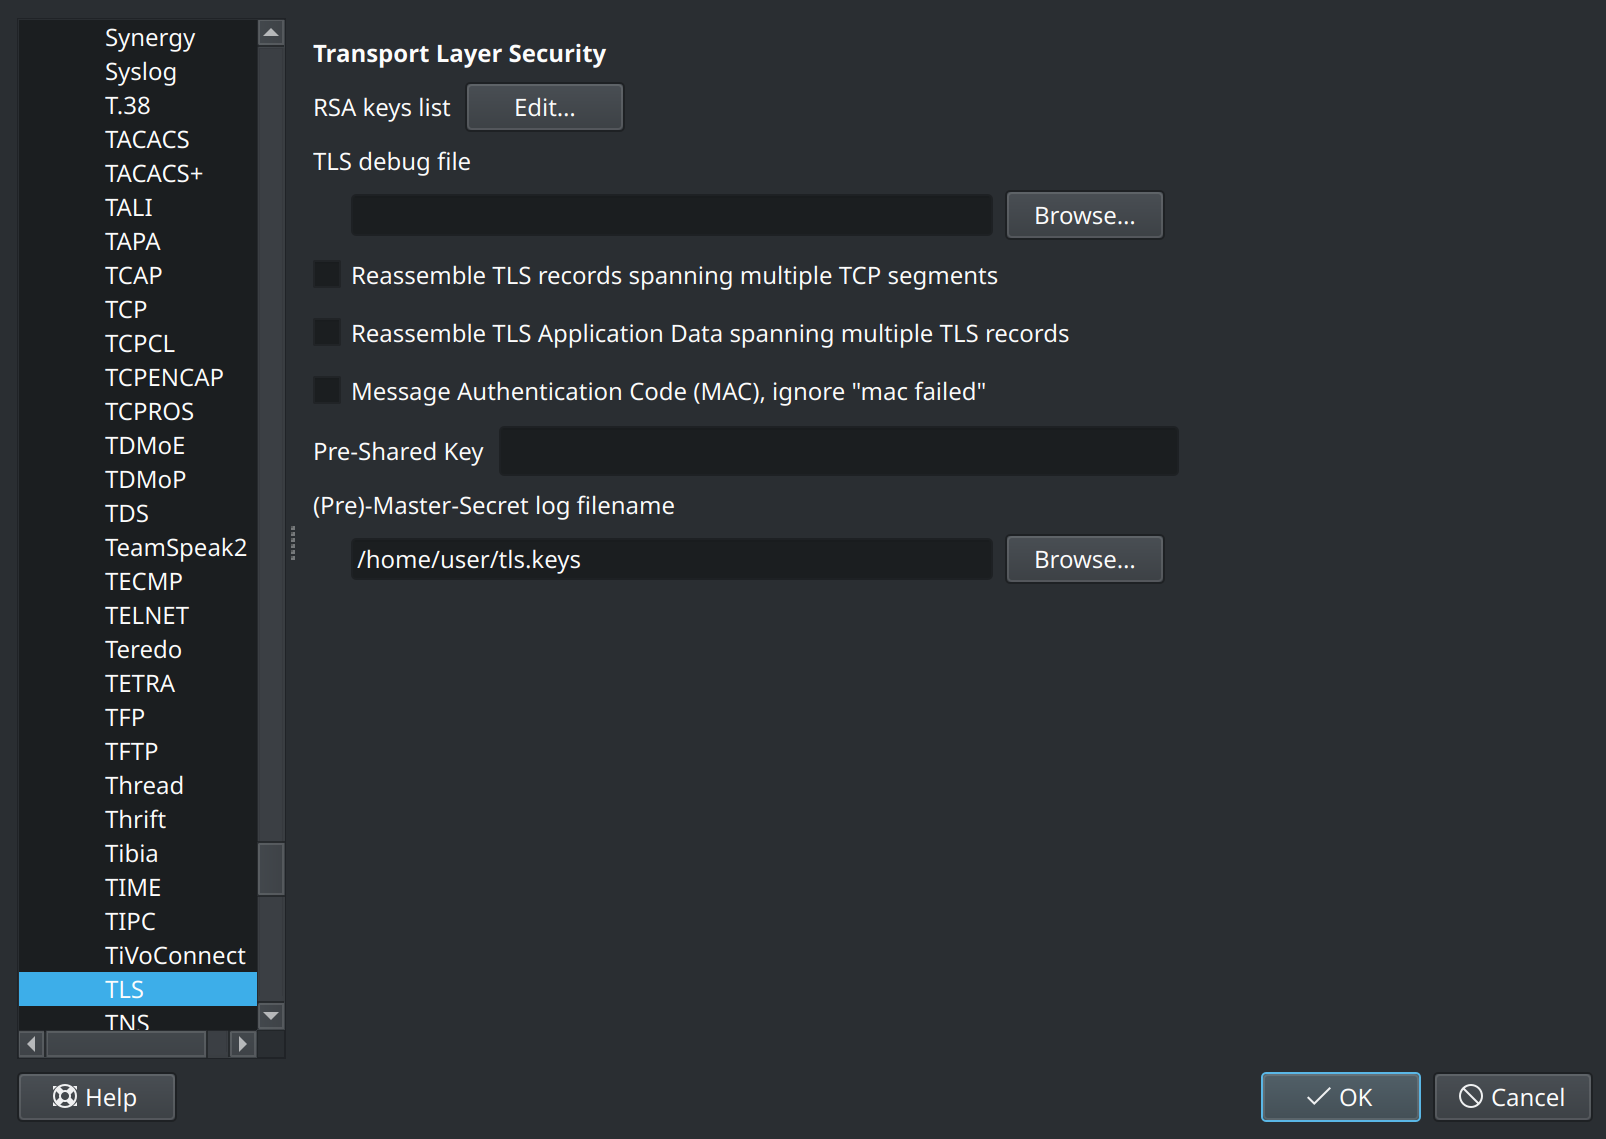 Synergy
Syslog
T.38
TACACS
TACACS+
TALI
TAPA
TCAP
TCP
TCPCL
TCPENCAP
TCPROS
TDMoE
TDMoP
TDS
TeamSpeak2
TECMP
TELNET
Teredo
TETRA
TFP
TFTP
Thread
Thrift
Tibia
TIME
TIPC
TiVoConnect
TLS
TNS
Transport Layer Security
RSA keys list Edit...
TLS debug file
Browse...
Reassemble TLS records spanning multiple TCP segments
Reassemble TLS Application Data spanning multiple TLS records
Message Authentication Code (MAC), ignore "mac failed"
Pre-Shared Key
(Pre)-Master-Secret log filename
/home/user/tls.keys Browse...
Help OK Cancel